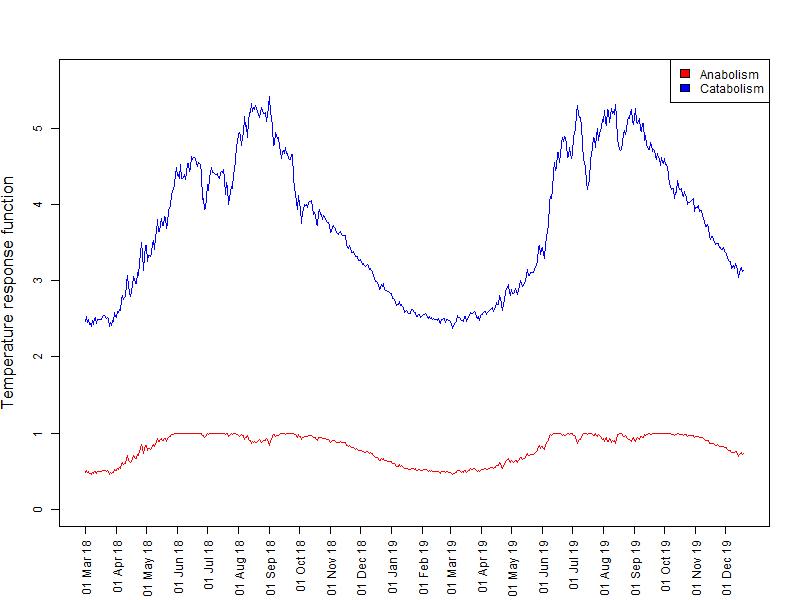 Anabolism
Catabolism
Temperature response function
5
4
3
2
1
0
01 Mar 18
01 Apr 18
01 May 18
01 Jun 18
01 Jul 18
01 Aug 18
01 Sep 18
01 Oct 18
01 Nov 18
01 Dec 18
01 Jan 19
01 Feb 19
01 Mar 19
01 Apr 19
01 May 19
01 Jun 19
01 Jul 19
01 Aug 19
01 Sep 19
01 Oct 19
01 Nov 19
01 Dec 19